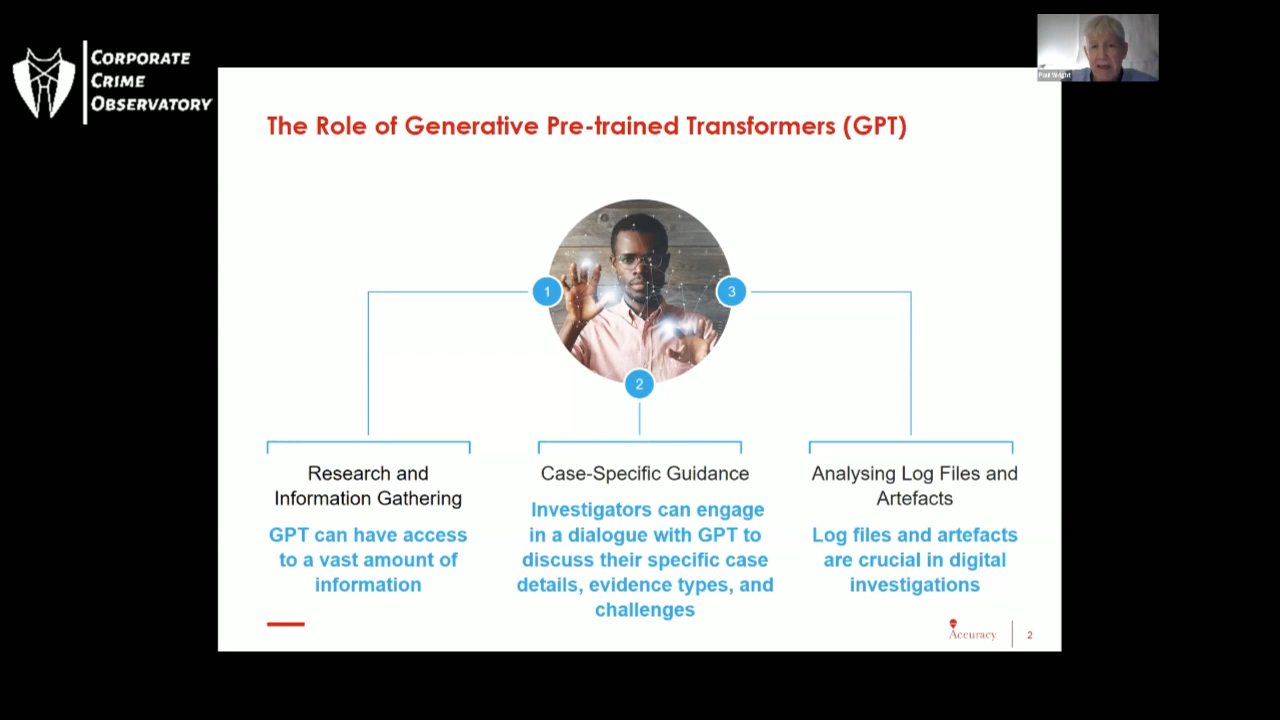 CORPORATE
CRIME
OBSERVATORY
Paul Wright
The Role of Generative Pre-trained Transformers (GPT)
1
3
2
Research and
Information Gathering
GPT can have access
to a vast amount of
information
Case-Specific Guidance
Investigators can engage
in a dialogue with GPT to
discuss their specific case
details, evidence types, and
challenges
Analysing Log Files and
Artefacts
Log files and artefacts
are crucial in digital
investigations
Accuracy
2